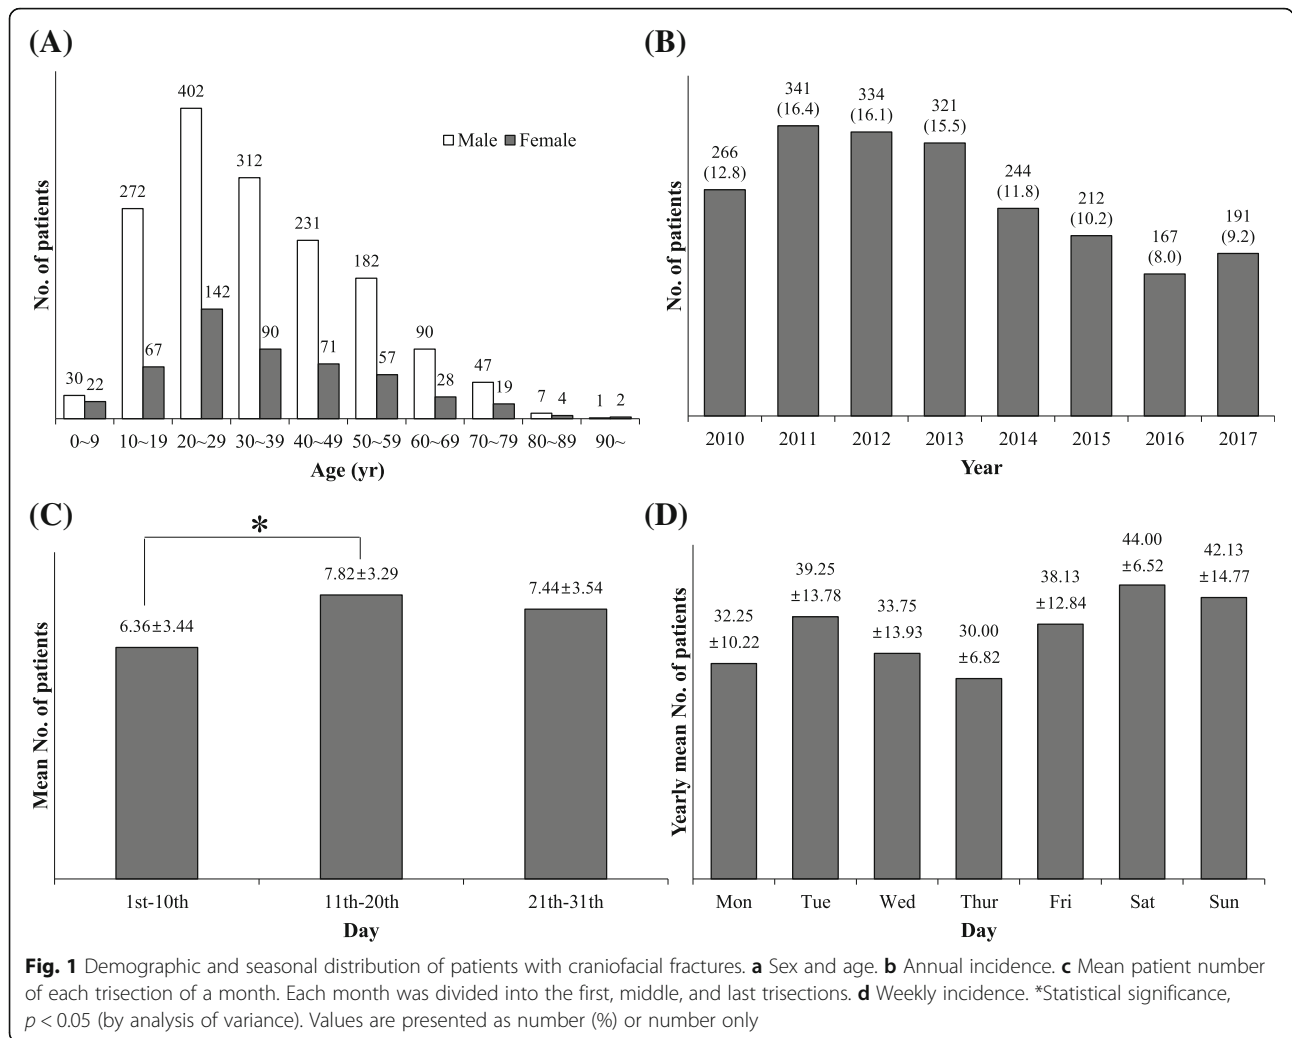 (A)
402
312
272
231
182
142
90
67
90
71
57
47
30
22
28
19
7
4
1
2
Male
Female
No. of patients
0~9
10~19
20~29
30~39
40~49
50~59
60~69
70~79
80~89
90~
Age (yr)
(B)
266
(12.8)
341
(16.4)
334
(16.1)
321
(15.5)
244
(11.8)
212
(10.2)
167
(8.0)
191
(9.2)
No. of patients
2010
2011
2012
2013
2014
2015
2016
2017
Year
(C)
*
6.36±3.44
7.82±3.29
7.44±3.54
Mean No. of patients
1st-10th
11th-20th
21th-31th
Day
(D)
32.25
±10.22
39.25
±13.78
33.75
±13.93
30.00
±6.82
38.13
±12.84
44.00
±6.52
42.13
±14.77
Yearly mean No. of patients
Mon
Tue
Wed
Thur
Fri
Sat
Sun
Day
Fig. 1 Demographic and seasonal distribution of patients with craniofacial fractures. a Sex and age. b Annual incidence. c Mean patient number
of each trisection of a month. Each month was divided into the first, middle, and last trisections. d Weekly incidence. *Statistical significance,
p < 0.05 (by analysis of variance). Values are presented as number (%) or number only